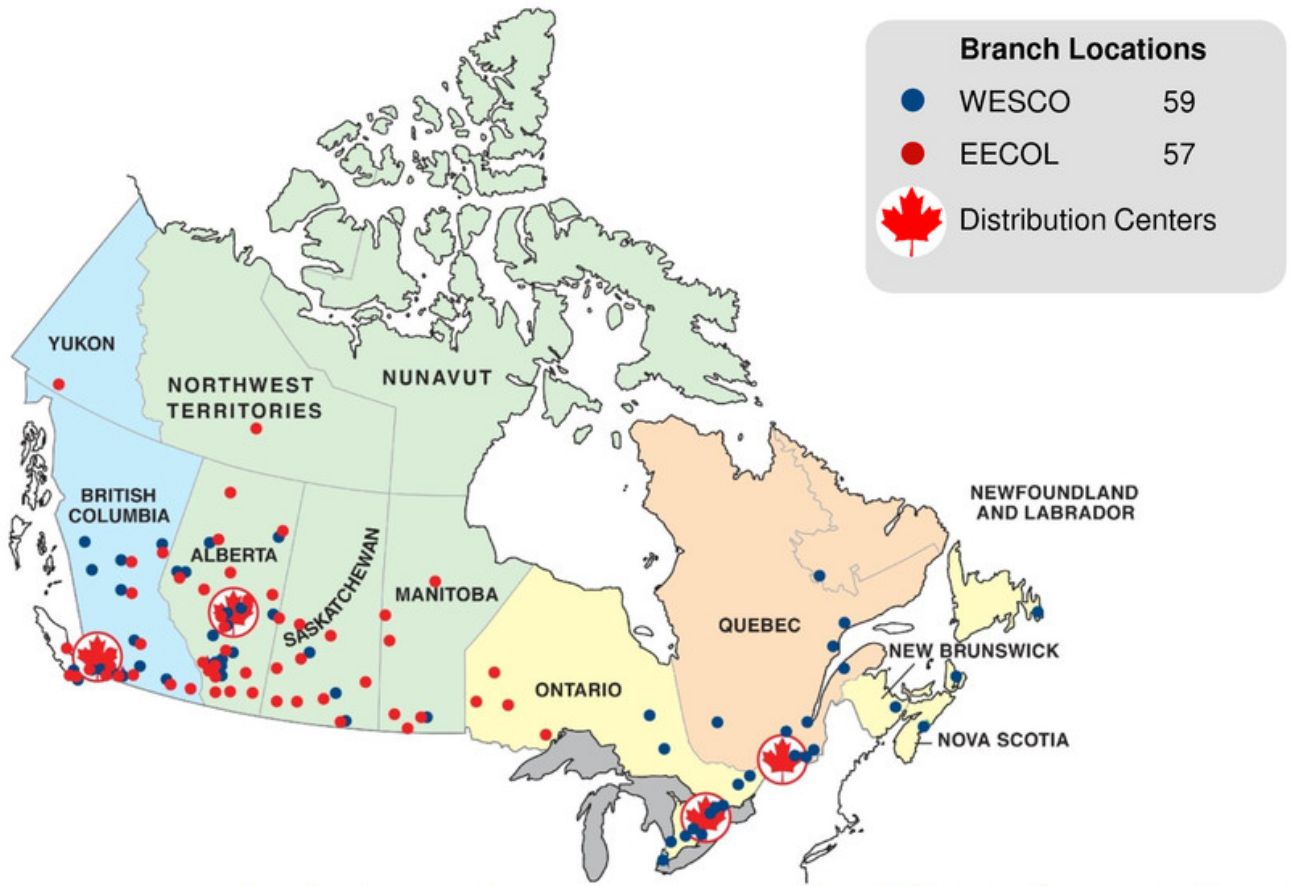 Branch Locations
WESCO 59
EECOL 57
Distribution Centers
YUKON
NORTHWEST
TERRITORIES
NUNAVUT
BRITISH
COLUMBIA
ALBERTA
SASKATCHEWAN
MANITOBA
ONTARIO
QUEBEC
NEWFOUNDLAND
AND LABRADOR
NEW BRUNSWICK
NOVA SCOTIA